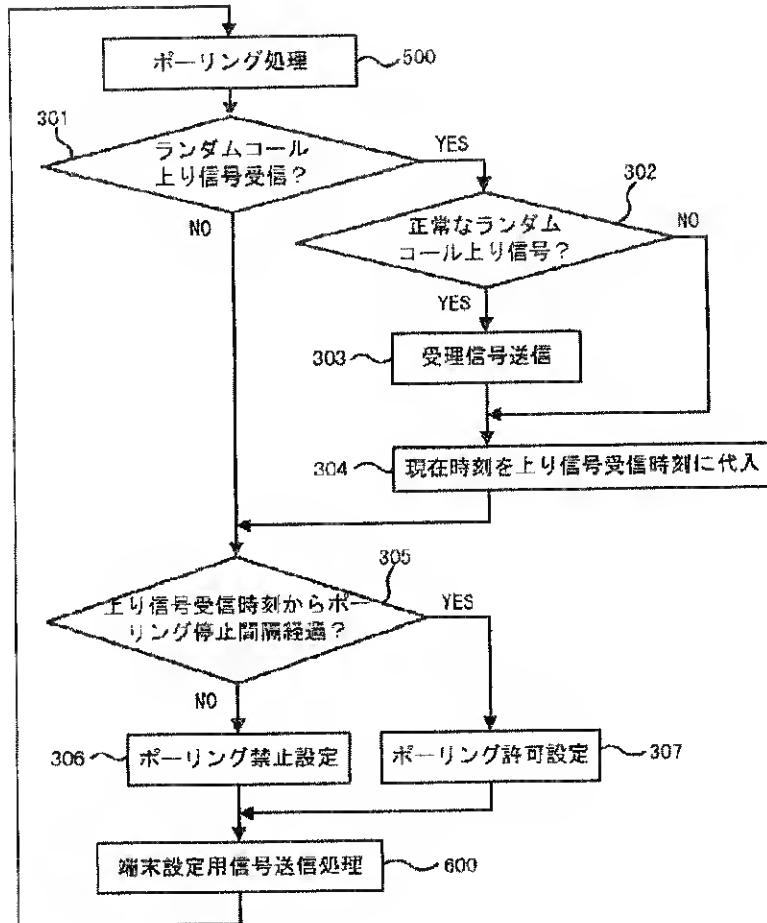 ポーリング処理
500
301
ランダムコール
上り信号受信？
YES
NO
302
正常なランダム
コール上り信号？
NO
YES
303
受理信号送信
304
現在時刻を上り信号受信時刻に代入
305
上り信号受信時刻からポー
リング停止間隔経過？
YES
NO
306
ポーリング禁止設定
ポーリング許可設定
307
端末設定用信号送信処理
600